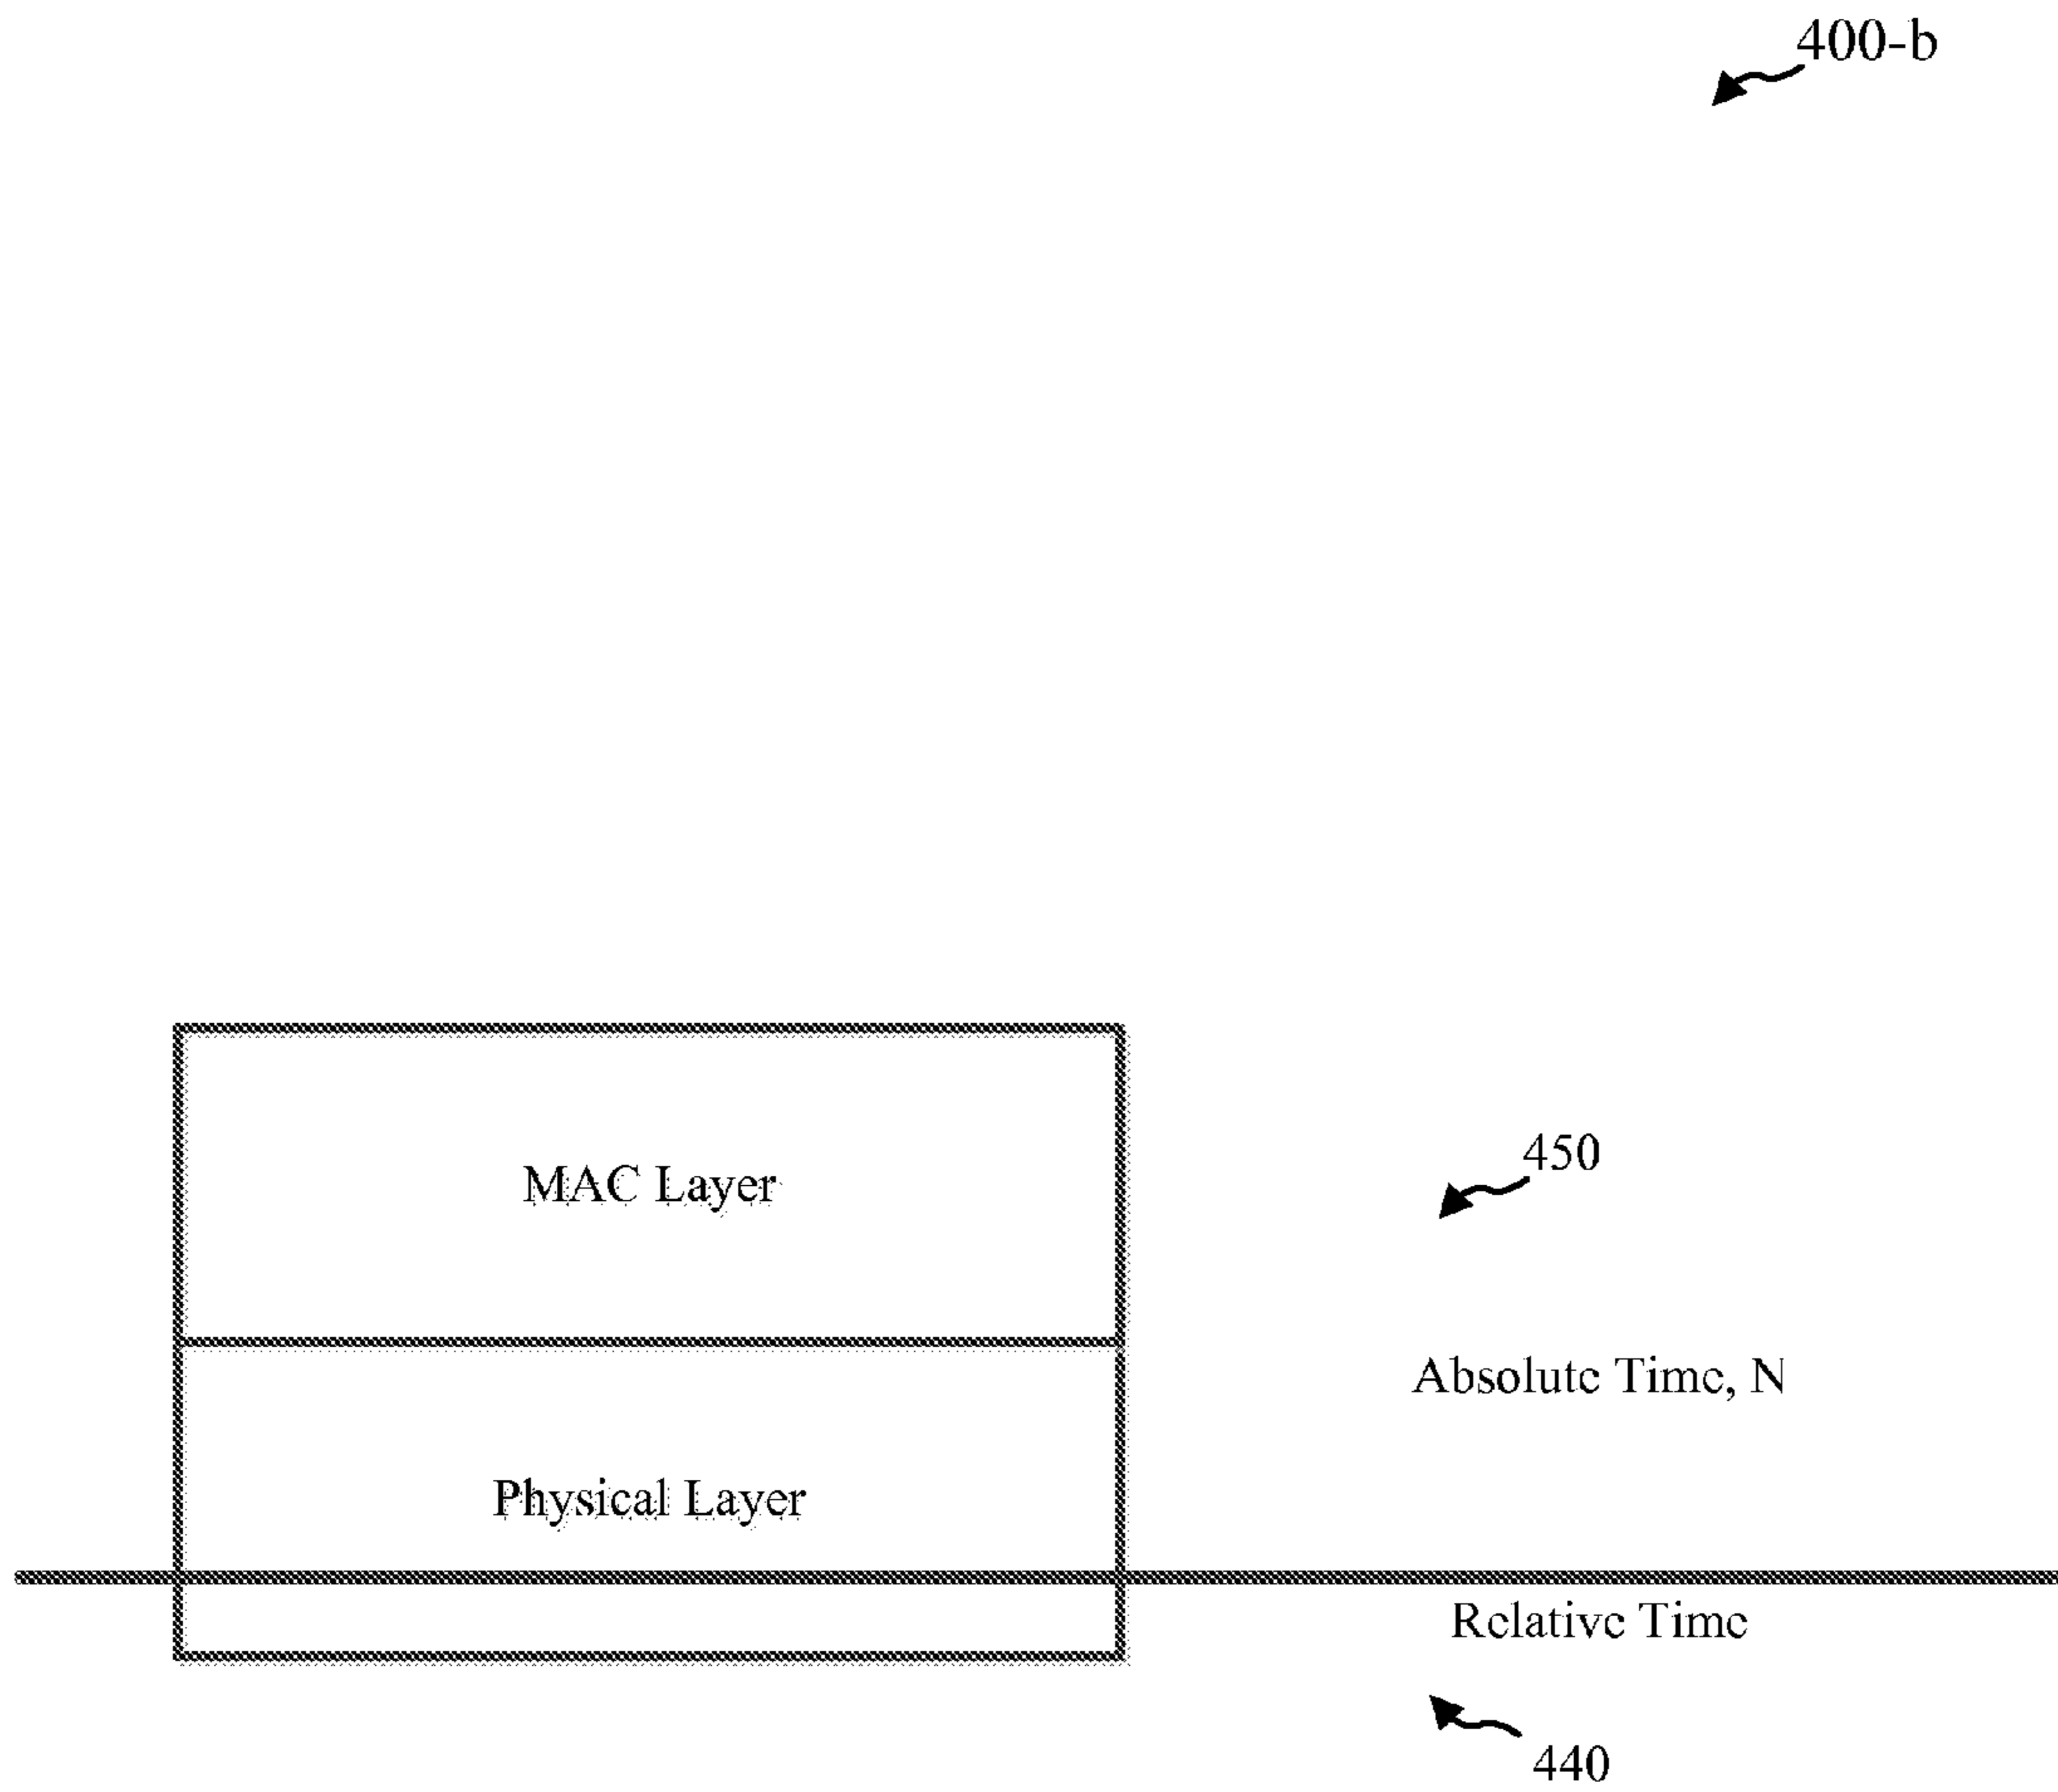 400-b
MAC Layer
450
Absolute Time, N
Physical Layer
Relative Time
440